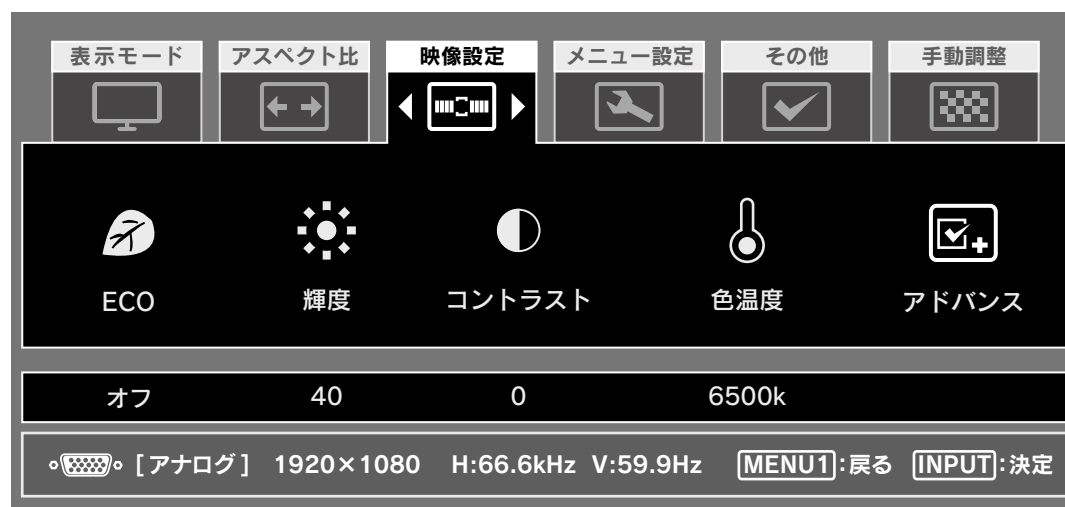 表示モード アスペクト比 映像設定 メニュー設定 その他 手動調整
ECO 輝度 コントラスト 色温度 アドバンス
オフ 40 0 6500k
[アナログ] 1920×1080 H:66.6kHz V:59.9Hz MENU1:戻る INPUT:決定